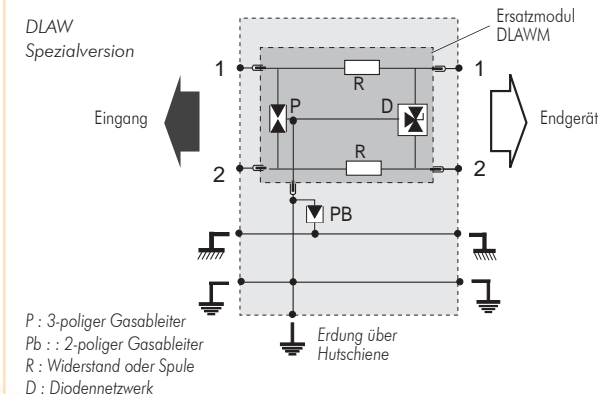 DLAW
Spezialversion
Ersatzmodul
DLAWM
1
1
R
Eingang
P
D
Endgerät
R
2
2
PB
P : 3-poliger Gasableiter
Pb : : 2-poliger Gasableiter
R : Widerstand oder Spule
D : Diodennetzwerk
Erdung über
Hutschiene